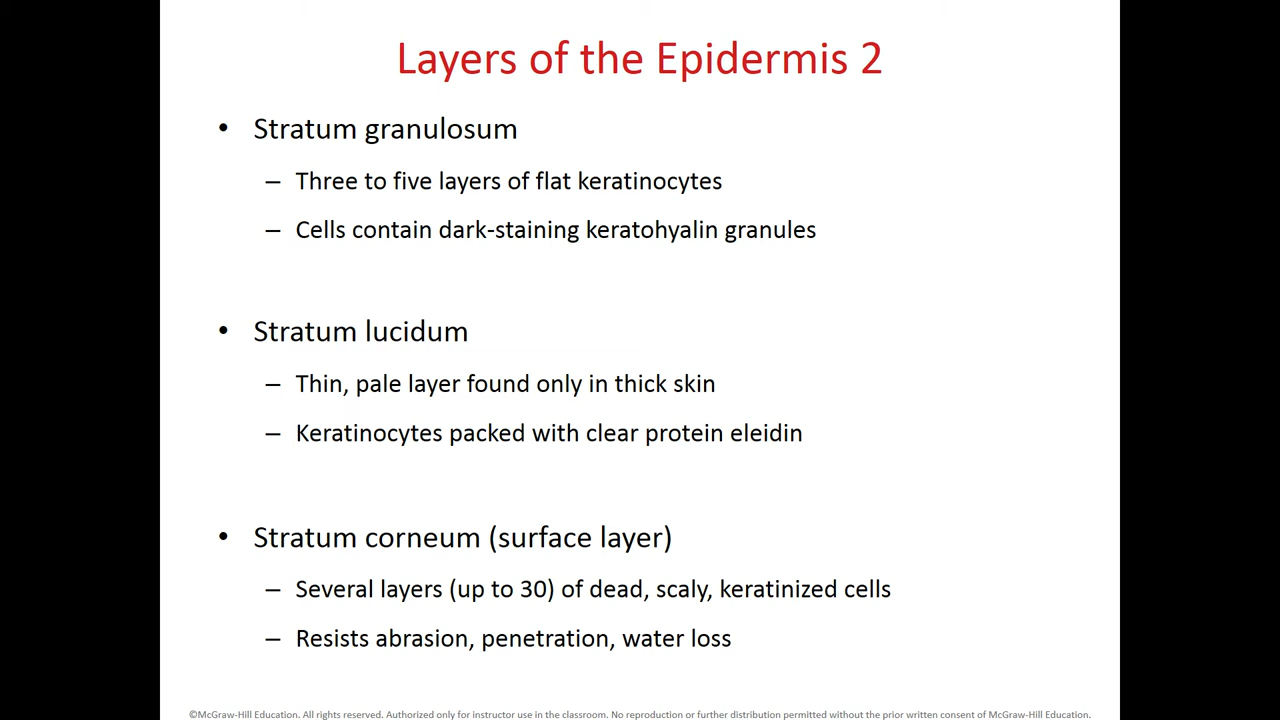 Layers of the Epidermis 2
• Stratum granulosum
– Three to five layers of flat keratinocytes
– Cells contain dark-staining keratohyalin granules
• Stratum lucidum
– Thin, pale layer found only in thick skin
– Keratinocytes packed with clear protein eleidin
• Stratum corneum (surface layer)
– Several layers (up to 30) of dead, scaly, keratinized cells
– Resists abrasion, penetration, water loss
©McGraw-Hill Education. All rights reserved. Authorized only for instructor use in the classroom. No reproduction or further distribution permitted without the prior written consent of McGraw-Hill Education.